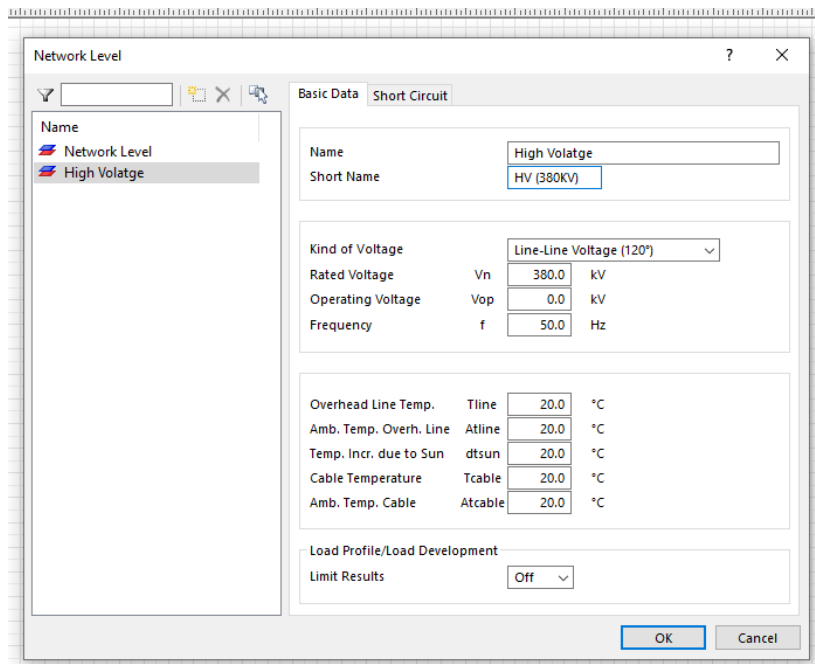 Network Level
? X
Basic Data Short Circuit
Name
Network Level
High Volatge
Name High Volatge
Short Name HV (380KV)
Kind of Voltage Line-Line Voltage (120°)
Rated Voltage Vn 380.0 kV
Operating Voltage Vop 0.0 kV
Frequency f 50.0 Hz
Overhead Line Temp. Tline 20.0 °C
Amb. Temp. Overh. Line Atline 20.0 °C
Temp. Incr. due to Sun dtsun 20.0 °C
Cable Temperature Tcable 20.0 °C
Amb. Temp. Cable Atcable 20.0 °C
Load Profile/Load Development
Limit Results Off
OK Cancel